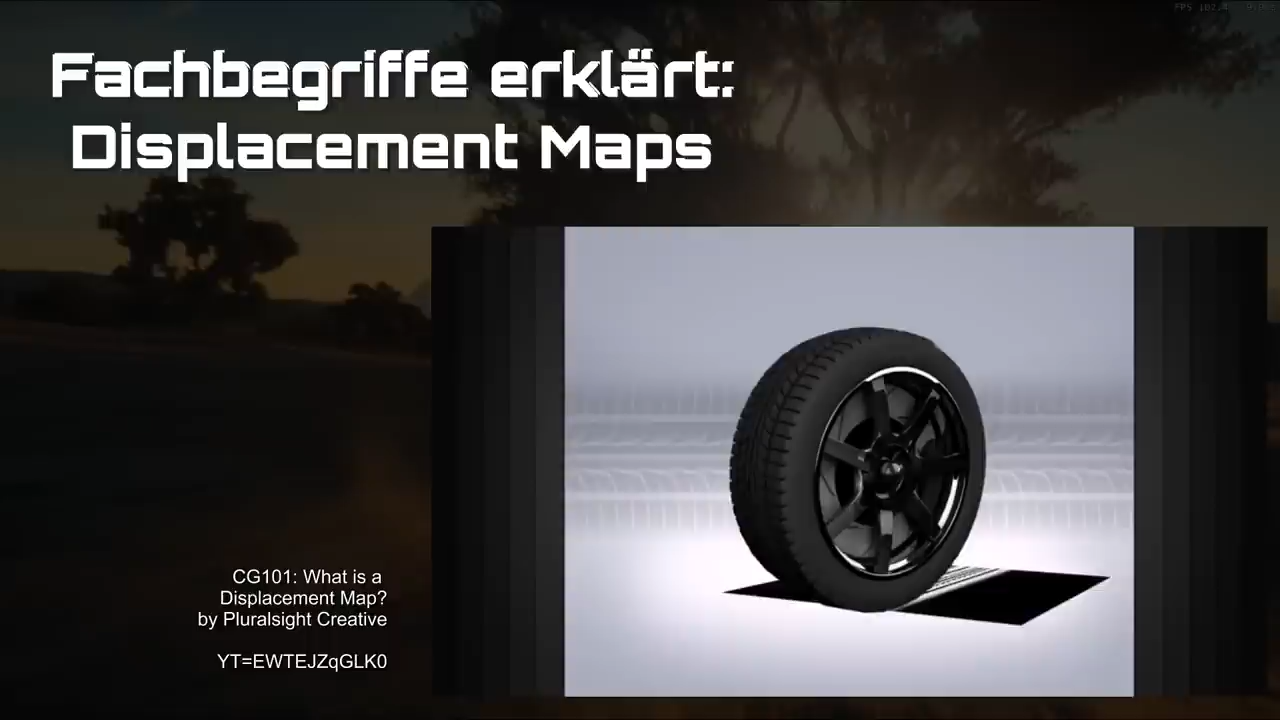 Fachbegriffe erklärt:
Displacement Maps
CG101: What is a
Displacement Map?
by Pluralsight Creative
YT=EWTEJZqGLK0